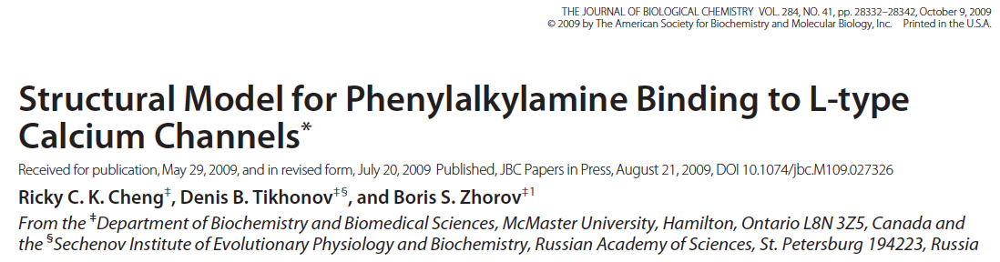 THE JOURNAL OF BIOLOGICAL CHEMISTRY VOL. 284, NO. 41, pp. 28332–28342, October 9, 2009
© 2009 by The American Society for Biochemistry and Molecular Biology, Inc. Printed in the U.S.A.
Structural Model for Phenylalkylamine Binding to L-type
Calcium Channels*
Received for publication, May 29, 2009, and in revised form, July 20, 2009 Published, JBC Papers in Press, August 21, 2009, DOI 10.1074/jbc.M109.027326
Ricky C. K. Cheng‡, Denis B. Tikhonov‡§, and Boris S. Zhorov‡1
From the ‡Department of Biochemistry and Biomedical Sciences, McMaster University, Hamilton, Ontario L8N 3Z5, Canada and
the §Sechenov Institute of Evolutionary Physiology and Biochemistry, Russian Academy of Sciences, St. Petersburg 194223, Russia